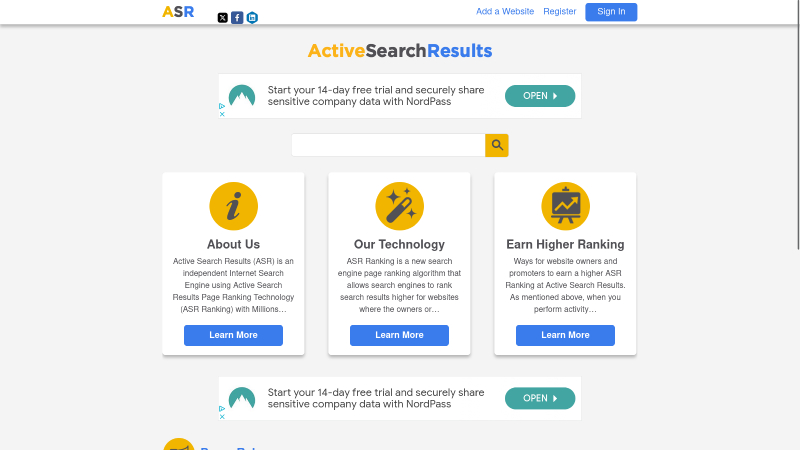 ASR
Add a Website
Register
Sign In
ActiveSearchResults
Start your 14-day free trial and securely share
sensitive company data with NordPass
OPEN
About Us
Active Search Results (ASR) is an
independent Internet Search
Engine using Active Search
Results Page Ranking Technology
(ASR Ranking) with Millions...
Learn More
Our Technology
ASR Ranking is a new search
engine page ranking algorithm that
allows search engines to rank
search results higher for websites
where the owners or...
Learn More
Earn Higher Ranking
Ways for website owners and
promoters to earn a higher ASR
Ranking at Active Search Results.
As mentioned above, when you
perform activity...
Learn More
Start your 14-day free trial and securely share
sensitive company data with NordPass
OPEN